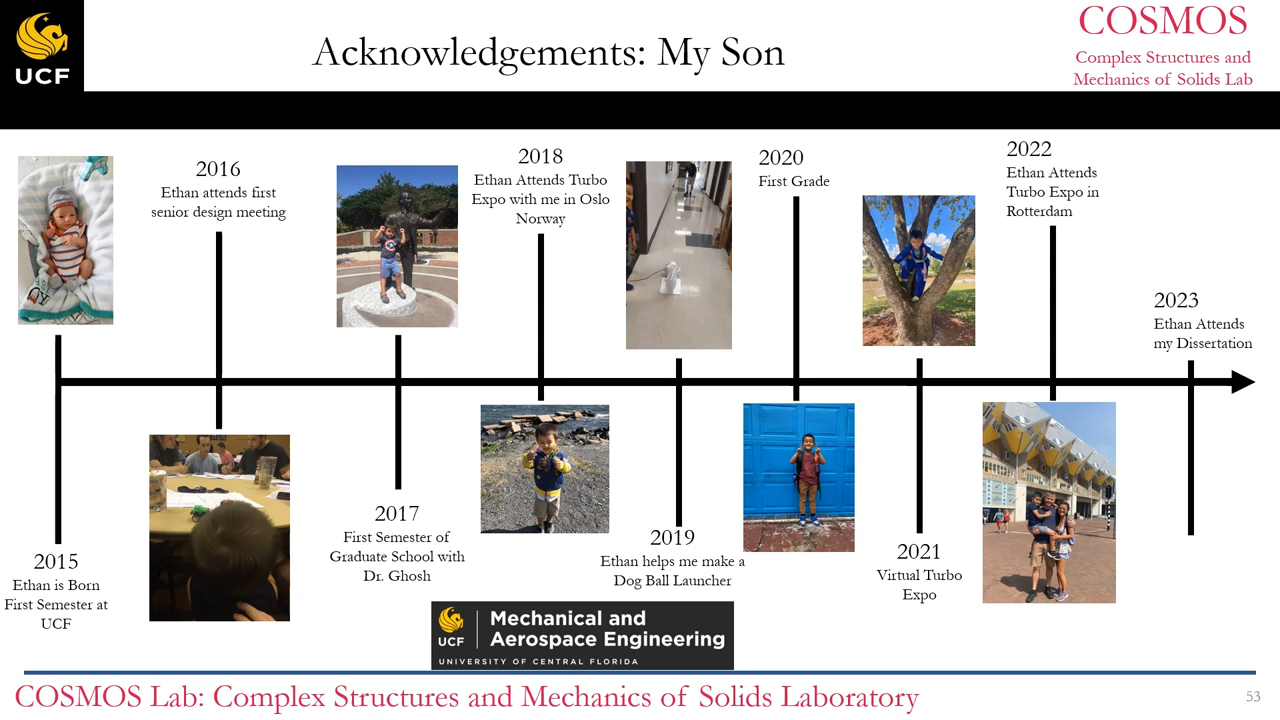 UCF
Acknowledgements: My Son
COSMOS
Complex Structures and
Mechanics of Solids Lab
2016
Ethan attends first
senior design meeting
2018
Ethan Attends Turbo
Expo with me in Oslo
Norway
2020
First Grade
2022
Ethan Attends
Turbo Expo in
Rotterdam
2023
Ethan Attends
my Dissertation
2015
Ethan is Born
First Semester at
UCF
2017
First Semester of
Graduate School with
Dr. Ghosh
2019
Ethan helps me make a
Dog Ball Launcher
2021
Virtual Turbo
Expo
UCF
Mechanical and
Aerospace Engineering
UNIVERSITY OF CENTRAL FLORIDA
COSMOS Lab: Complex Structures and Mechanics of Solids Laboratory
53